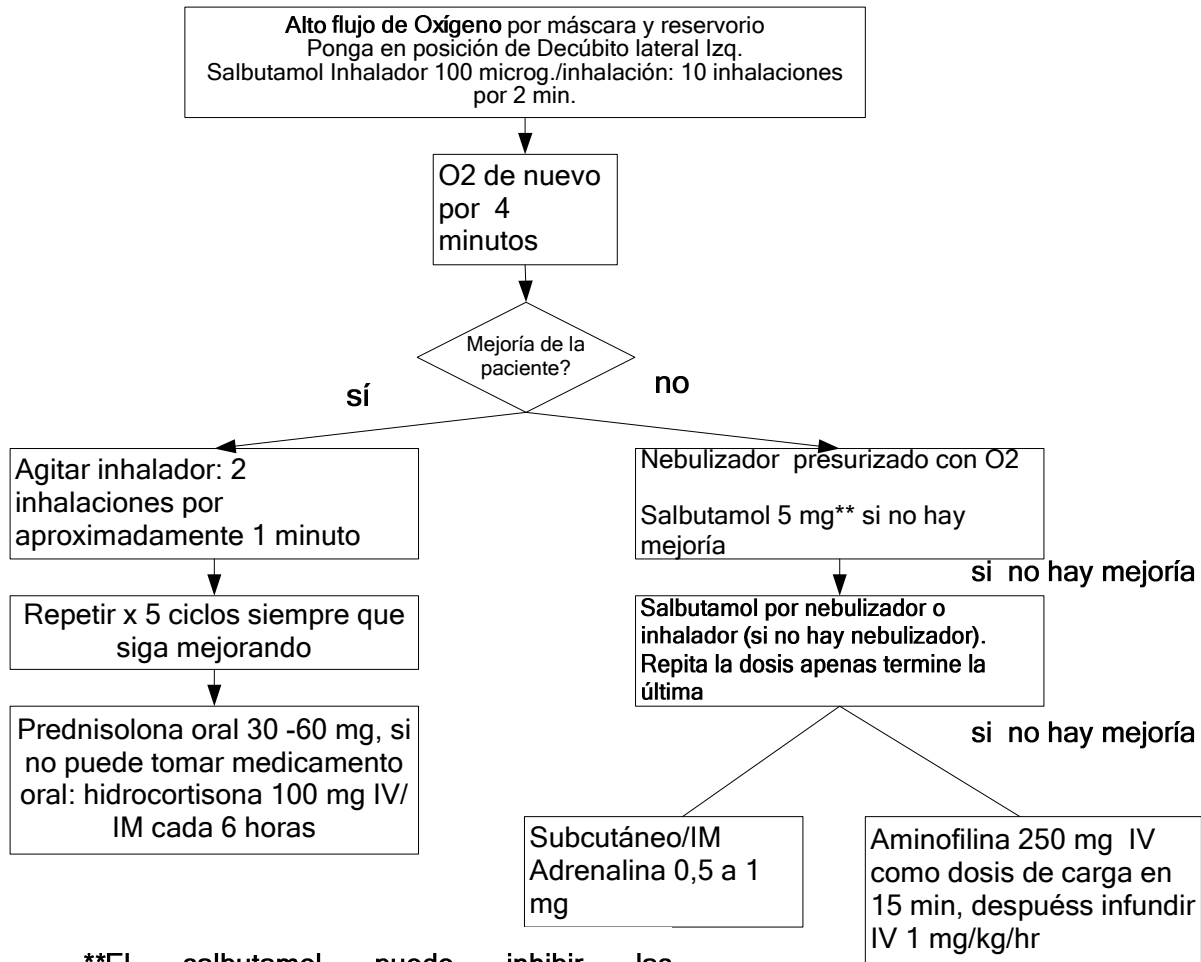 Alto flujo de Oxígeno por máscara y reservorio
Ponga en posición de Decúbito lateral Izq.
Salbutamol Inhalador 100 microg./inhalación: 10 inhalaciones
por 2 min.
O2 de nuevo
por 4
minutos
Mejoría de la
paciente?
sí
no
Agitar inhalador: 2
inhalaciones por
aproximadamente 1 minuto
Nebulizador presurizado con O2
Salbutamol 5 mg** si no hay
mejoría
si no hay mejoría
Repetir x 5 ciclos siempre que
siga mejorando
Salbutamol por nebulizador o
inhalador (si no hay nebulizador).
Repita la dosis apenas termine la
última
si no hay mejoría
Prednisolona oral 30 -60 mg, si
no puede tomar medicamento
oral: hidrocortisona 100 mg IV/
IM cada 6 horas
Subcutáneo/IM
Adrenalina 0,5 a 1
mg
Aminofilina 250 mg IV
como dosis de carga en
15 min, despuéss infundir
IV 1 mg/kg/hr
**El salbutamol puede inhibir las